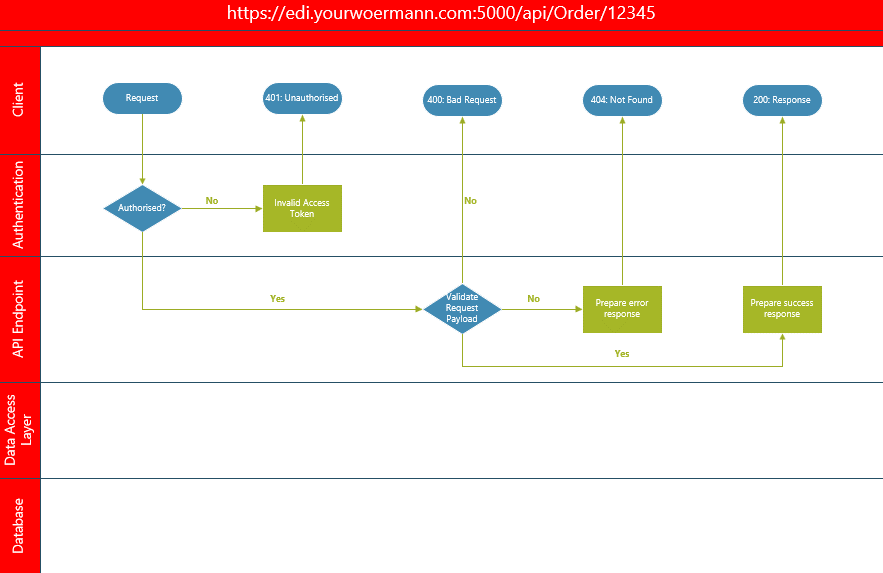 https://edi.yourwoermann.com:5000/api/Order/12345
Client
Request
401: Unauthorised
400: Bad Request
404: Not Found
200: Response
Authentication
Authorised?
No
Invalid Access
Token
No
API Endpoint
Yes
Validate
Request
Payload
No
Prepare error
response
Prepare success
response
Yes
Data Access
Layer
Database